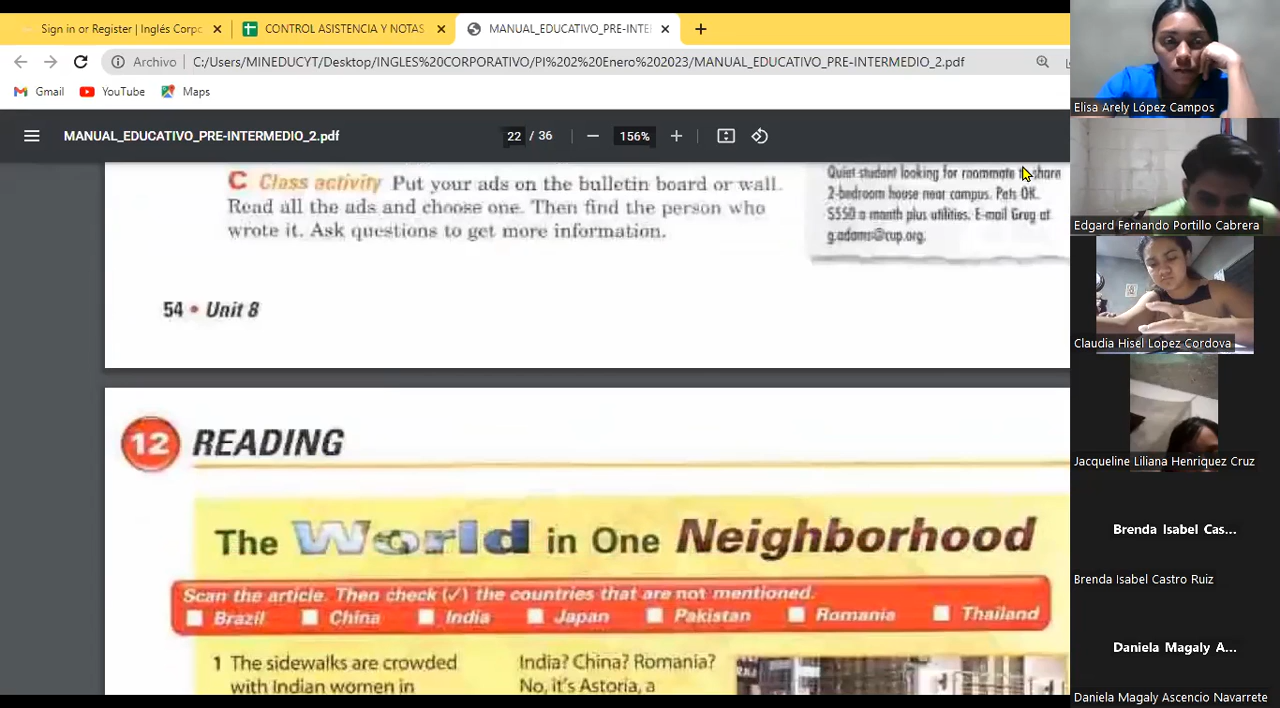 Sign in or Register | Inglés Corpo
CONTROL ASISTENCIA Y NOTAS
MANUAL_EDUCATIVO_PRE-INTERI
Archivo
C:/Users/MINEDUCYT/Desktop/INGLES%20CORPORATIVO/PI%202%20Enero%202023/MANUAL_EDUCATIVO_PRE-INTERMEDIO_2.pdf
Gmail
YouTube
Maps
MANUAL_EDUCATIVO_PRE-INTERMEDIO_2.pdf
22 / 36
156%
C Class activity Put your ads on the bulletin board or wall.
Read all the ads and choose one. Then find the person who
wrote it. Ask questions to get more information.
Quiet student looking for roommate to share
2-bedroom house near campus. Pets OK.
$550 a month plus utilities. E-mail Greg at
g.adams@cup.org.
54 • Unit 8
12 READING
The World in One Neighborhood
Scan the article. Then check (✓) the countries that are not mentioned.
Brazil China India Japan Pakistan Romania Thailand
1 The sidewalks are crowded
with Indian women in
India? China? Romania?
No, it's Astoria, a
Elisa Arely López Campos
Edgard Fernando Portillo Cabrera
Claudia Hisel Lopez Cordova
Jacqueline Liliana Henriquez Cruz
Brenda Isabel Cas...
Brenda Isabel Castro Ruiz
Daniela Magaly A...
Daniela Magaly Ascencio Navarrete